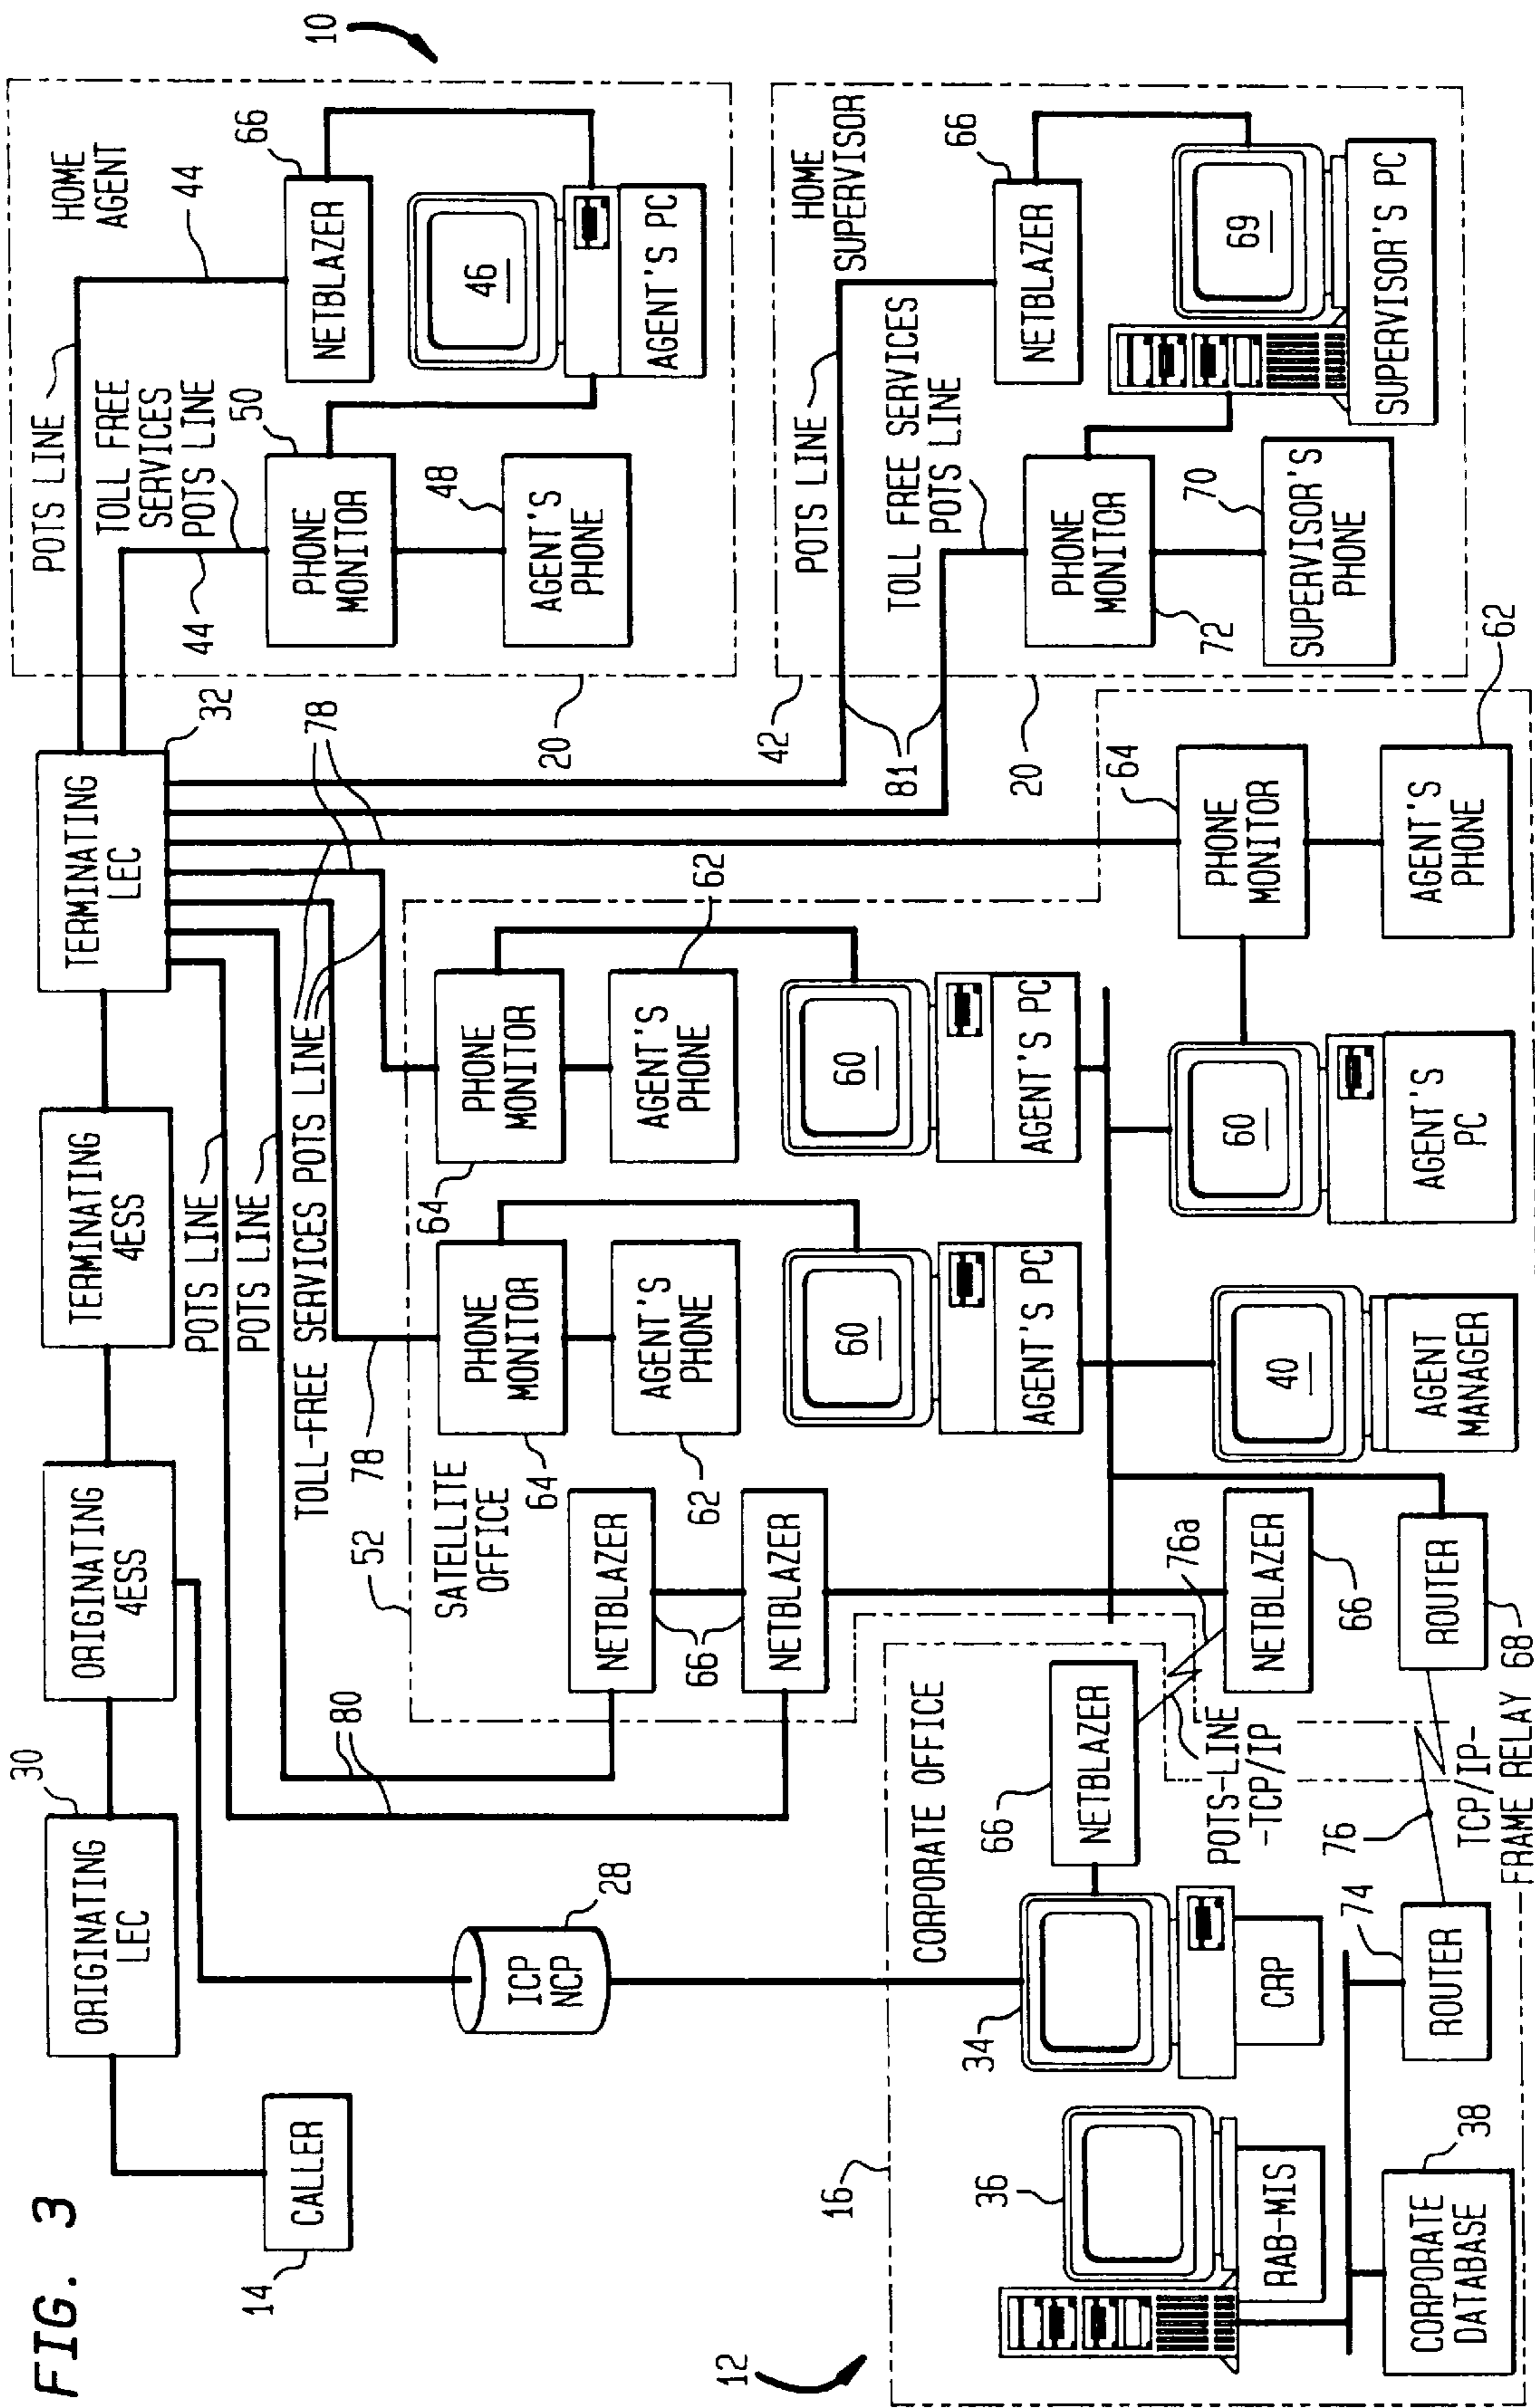 FIG. 3
10
12
14
CALLER
30
ORIGINATING
LEC
ORIGINATING
4ESS
TERMINATING
4ESS
TERMINATING
LEC
32
28
ICP
NCP
POTS LINE
POTS LINE
TOLL-FREE SERVICES POTS LINE
78
78
78
78
80
81
HOME
AGENT
POTS LINE
44
TOLL FREE
SERVICES
POTS LINE
44
50
PHONE
MONITOR
48
AGENT'S
PHONE
66
NETBLAZER
46
AGENT'S PC
20
HOME
SUPERVISOR
42
POTS LINE
TOLL FREE SERVICES
POTS LINE
66
NETBLAZER
PHONE
MONITOR
72
70
SUPERVISOR'S
PHONE
69
SUPERVISOR'S PC
20
52
SATELLITE
OFFICE
64
PHONE
MONITOR
AGENT'S
PHONE
62
60
AGENT'S PC
64
PHONE
MONITOR
AGENT'S
PHONE
62
60
AGENT'S PC
64
PHONE
MONITOR
AGENT'S
PHONE
62
60
AGENT'S
PC
40
AGENT
MANAGER
NETBLAZER
66
NETBLAZER
76a
NETBLAZER
66
ROUTER
68
16
CORPORATE OFFICE
66
NETBLAZER
POTS-LINE
-TCP/IP
TCP/IP-
FRAME RELAY
76
74
ROUTER
34
CRP
36
RAB-MIS
38
CORPORATE
DATABASE